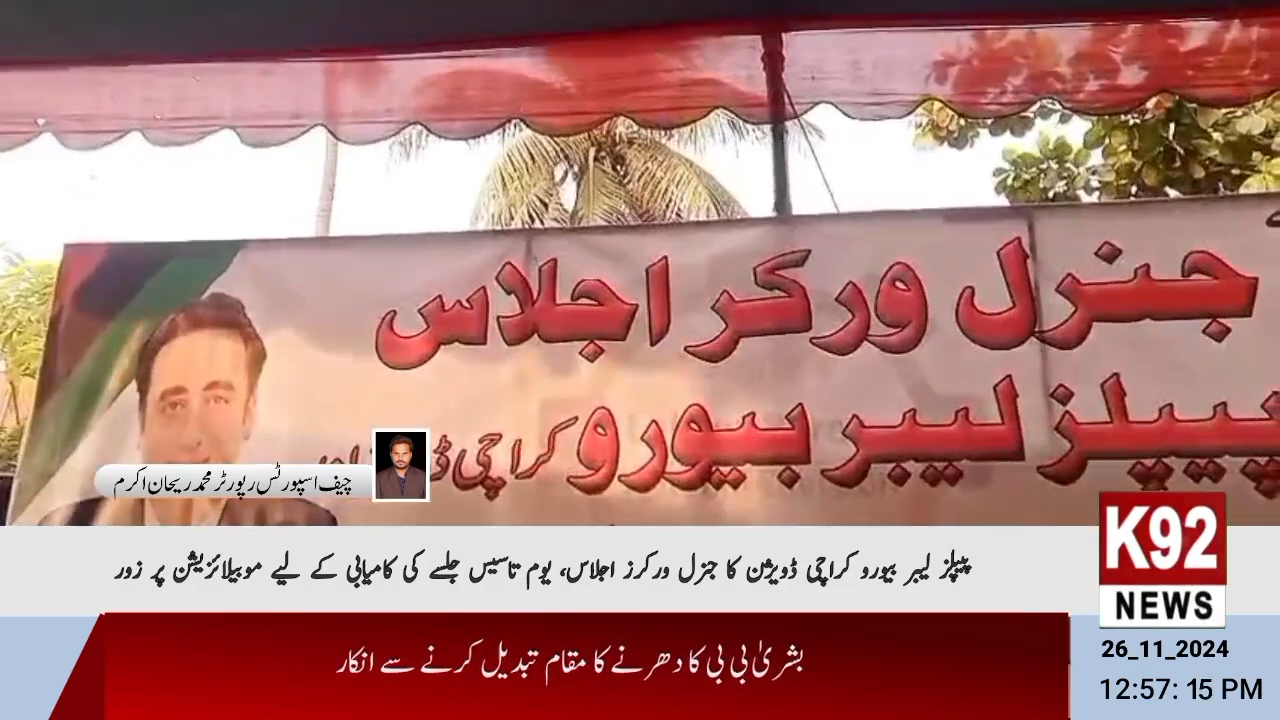 جنرل ورکر اجلاس
پیپلز لیبر بیورو کراچی
چیف اسپورٹس رپورٹر محمد ریحان اکرم
پیپلز لیبر بیورو کراچی ڈویژن کا جنرل ورکرز اجلاس، یوم تاسیس جلسے کی کامیابی کے لیے موبیلائزیشن پر زور
K92
NEWS
بشریٰ بی بی کا دھرنے کا مقام تبدیل کرنے سے انکار
26_11_2024
12:57: 15 PM